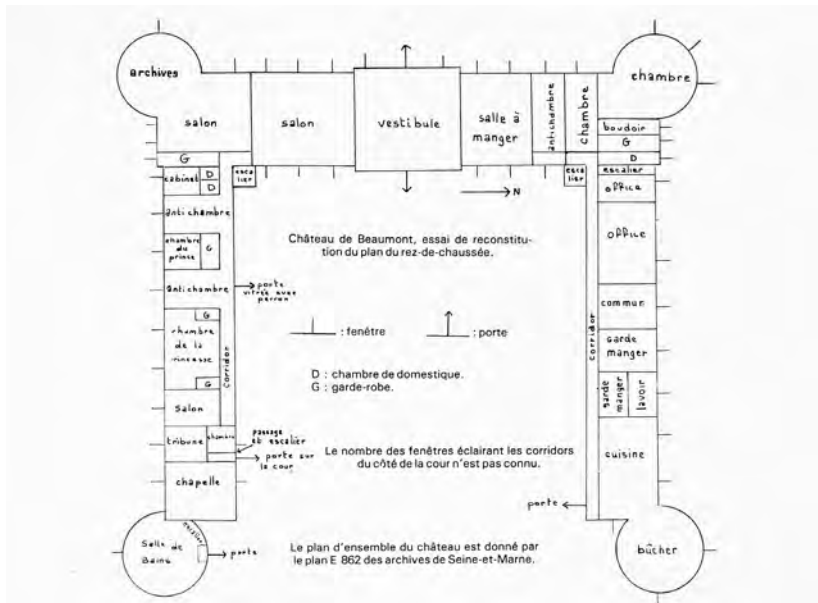 archives
chambre
salon
salon
vestibule
salle à
manger
antichambre
chambre
boudoir
G
D
escalier
office
G
cabinet
D
D
esca
lier
esca
lier
N
antichambre
office
Château de Beaumont, essai de reconstitu-
tion du plan du rez-de-chaussée.
chambre
du
prince
G
antichambre
porte
vitrée avec
perron
commun
: fenêtre
: porte
G
chambre
de la
princesse
G
corridor
corridor
garde
manger
D : chambre de domestique.
G : garde-robe.
garde
manger
lavoir
salon
tribune
chambre
passage
et escalier
porte sur
la cour
Le nombre des fenêtres éclairant les corridors
du côté de la cour n'est pas connu.
cuisine
chapelle
porte
escalier
Salle de
Bains
porte
Le plan d'ensemble du château est donné par
le plan E 862 des archives de Seine-et-Marne.
bûcher